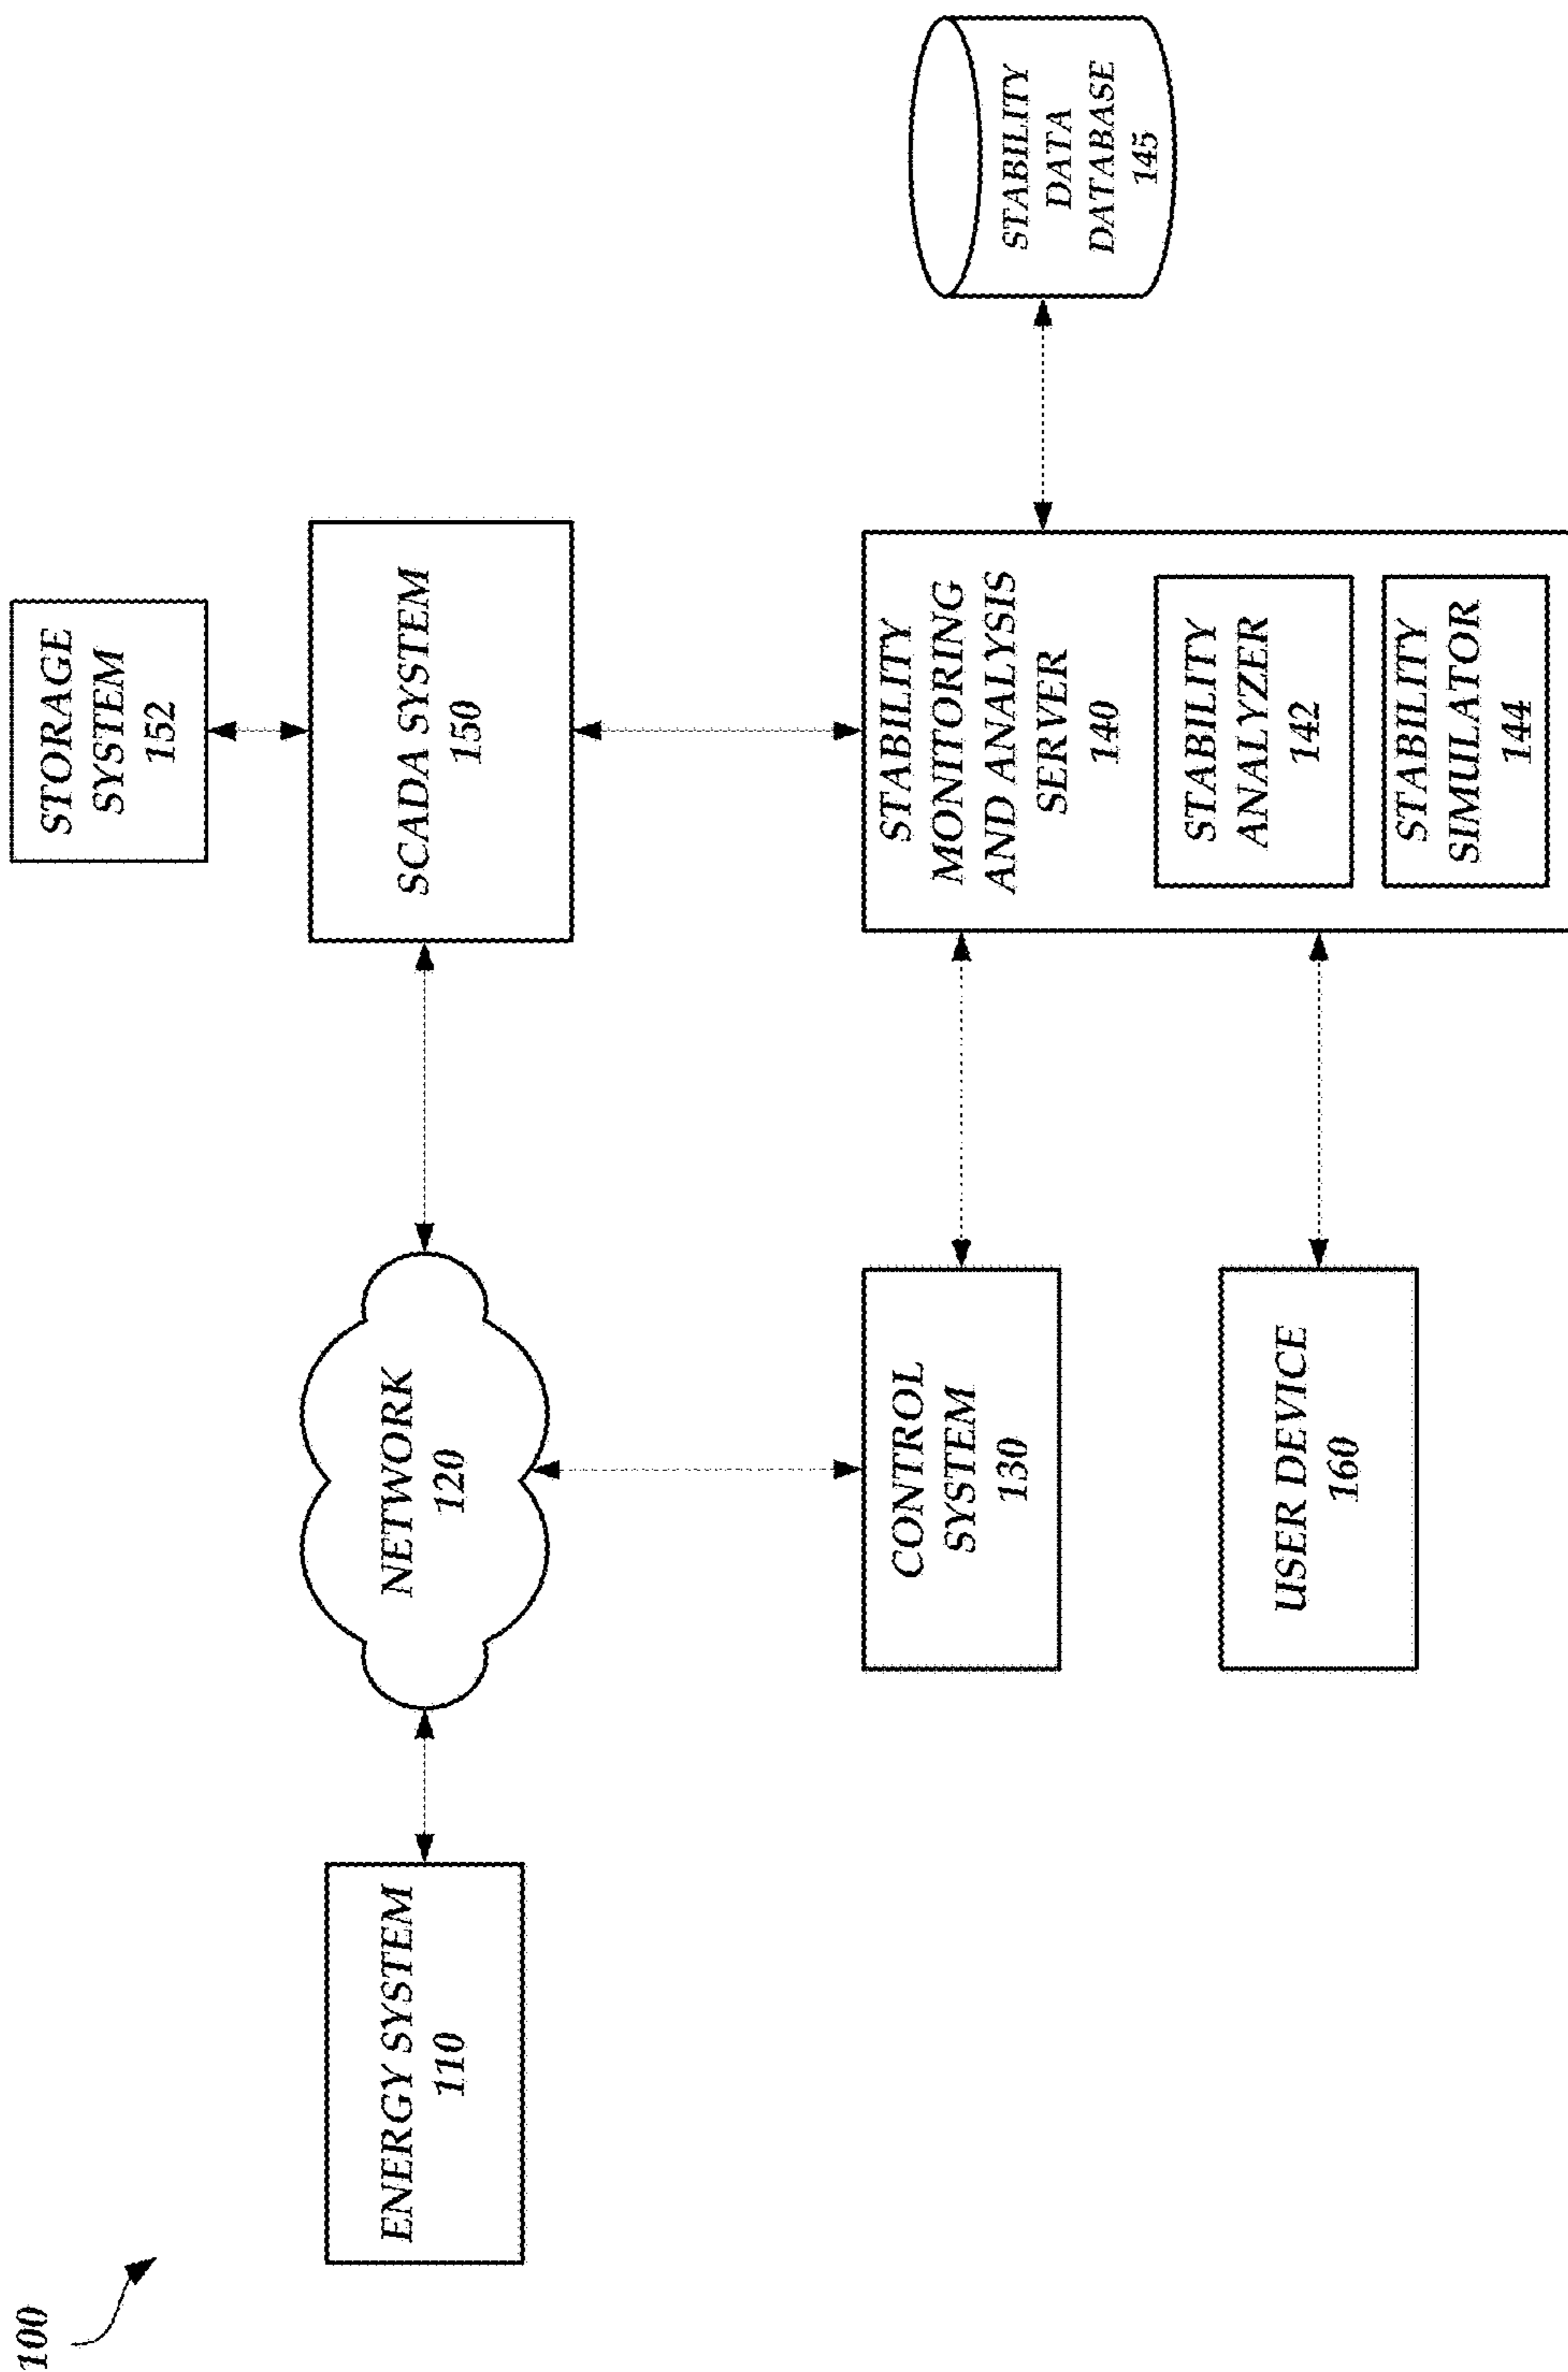 100
STORAGE
SYSTEM
152
ENERGY SYSTEM
110
NETWORK
120
SCADA SYSTEM
150
CONTROL
SYSTEM
130
STABILITY
MONITORING
AND ANALYSIS
SERVER
140
STABILITY
DATA
DATABASE
145
USER DEVICE
160
STABILITY
ANALYZER
142
STABILITY
SIMULATOR
144